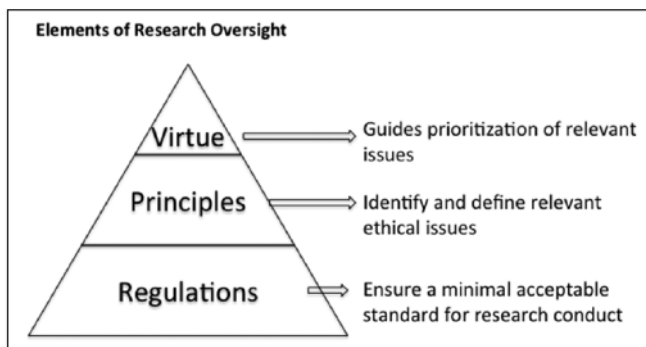 Elements of Research Oversight
Virtue
Guides prioritization of relevant
issues
Principles
Identify and define relevant
ethical issues
Regulations
Ensure a minimal acceptable
standard for research conduct